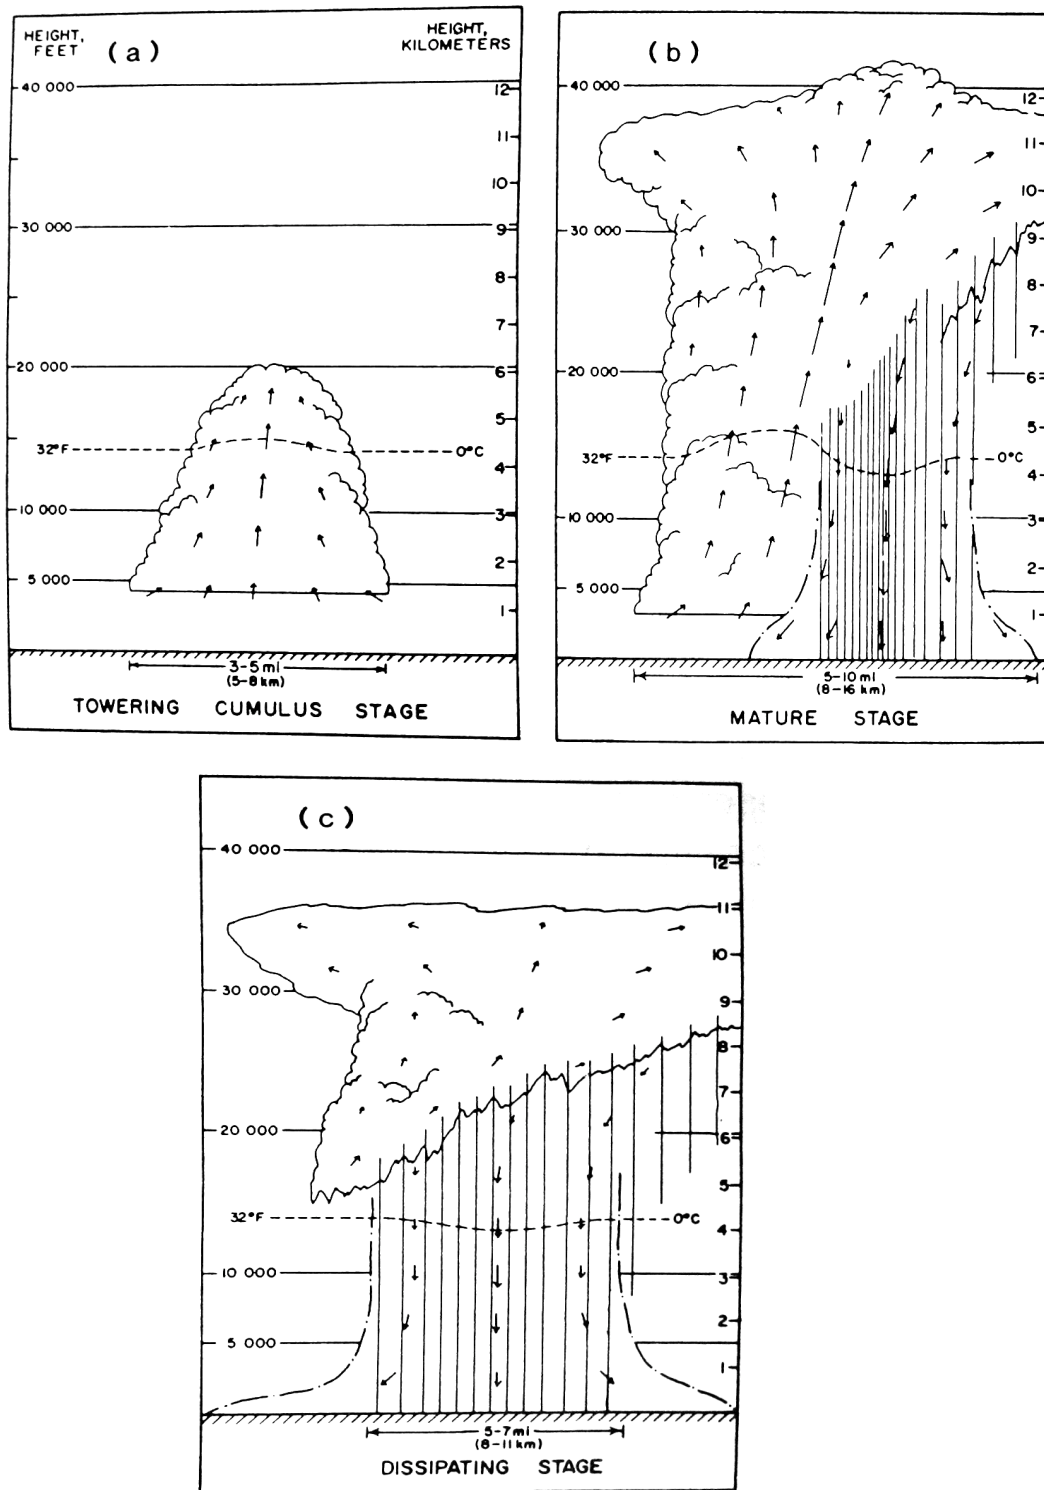 HEIGHT, FEET
(a)
HEIGHT, KILOMETERS
40 000
12
11
10
30 000
9
8
7
20 000
6
5
32°F
0°C
4
10 000
3
2
5 000
1
3-5 mi
(5-8 km)
TOWERING CUMULUS STAGE
(b)
40 000
12
11
10
30 000
9
8
7
20 000
6
5
32°F
0°C
4
10 000
3
2
5 000
1
5-10 mi
(8-16 km)
MATURE STAGE
(c)
40 000
12
11
10
30 000
9
8
7
20 000
6
5
32°F
0°C
4
10 000
3
2
5 000
1
5-7 mi
(8-11 km)
DISSIPATING STAGE